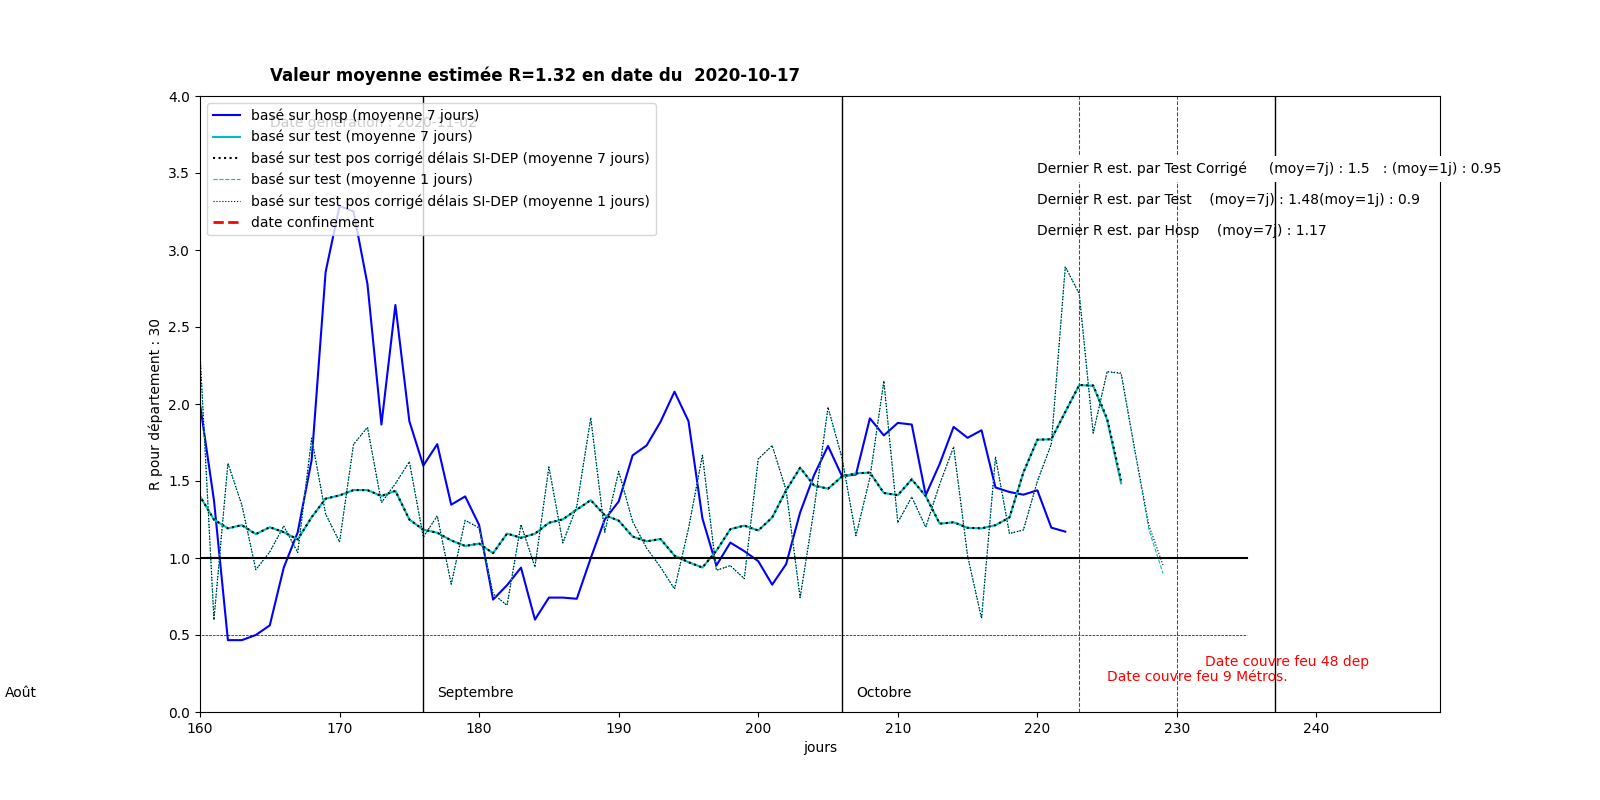 Valeur moyenne estimée R=1.32 en date du  2020-10-17
Date génération : 2020-11-02
basé sur hosp (moyenne 7 jours)
basé sur test (moyenne 7 jours)
basé sur test pos corrigé délais SI-DEP (moyenne 7 jours)
basé sur test (moyenne 1 jours)
basé sur test pos corrigé délais SI-DEP (moyenne 1 jours)
date confinement
Dernier R est. par Test Corrigé     (moy=7j) : 1.5   : (moy=1j) : 0.95
Dernier R est. par Test    (moy=7j) : 1.48(moy=1j) : 0.9
Dernier R est. par Hosp    (moy=7j) : 1.17
R pour département : 30
4.0
3.5
3.0
2.5
2.0
1.5
1.0
0.5
0.0
Date couvre feu 48 dep
Date couvre feu 9 Métros.
Août
Septembre
Octobre
160 170 180 190 200 210 220 230 240
jours